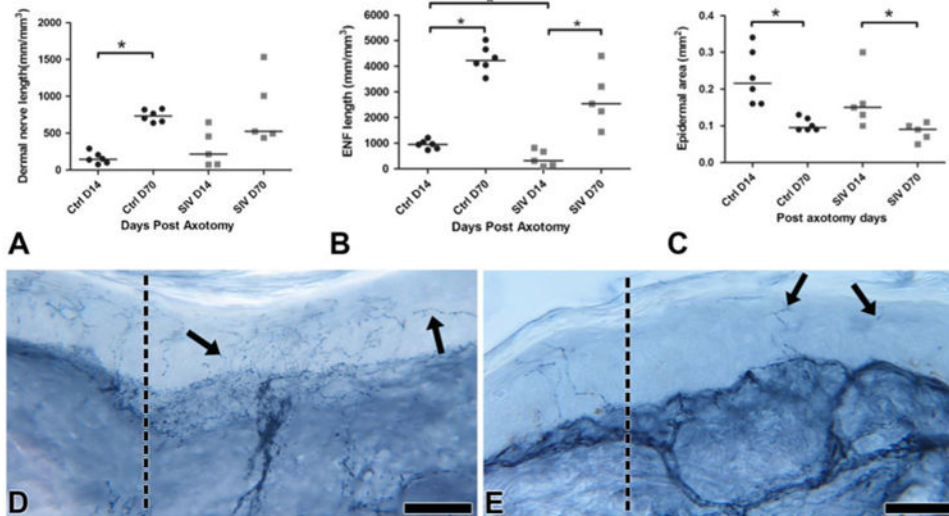 Dermal nerve length(mm/mm³)
2000
1500
1000
500
0
*
Ctrl D14
Ctrl D70
SIV D14
SIV D70
Days Post Axotomy
A
ENF length (mm/mm³)
6000
5000
4000
3000
2000
1000
0
*
*
Ctrl D14
Ctrl D70
SIV D14
SIV D70
Days Post Axotomy
B
Epidermal area (mm²)
0.4
0.3
0.2
0.1
0.0
*
*
Ctrl D14
Ctrl D70
SIV D14
SIV D70
Post axotomy days
C
D
E